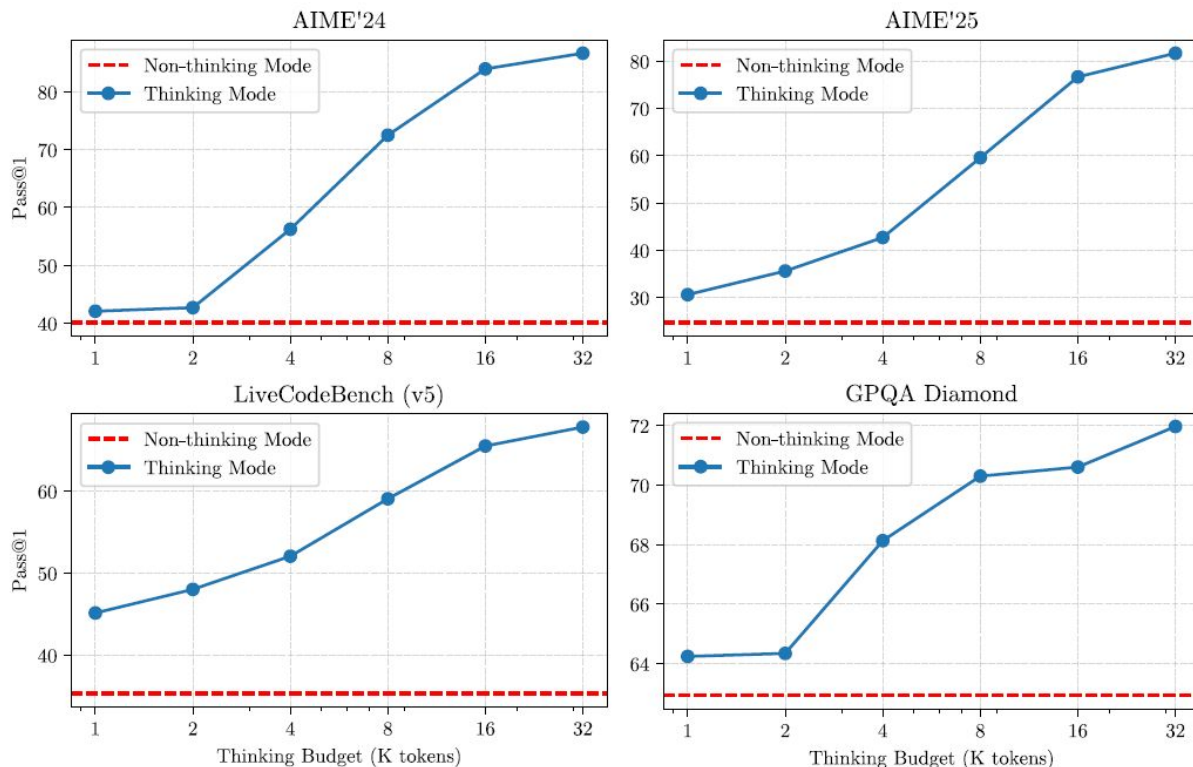 AIME'24
Non-thinking Mode
Thinking Mode
Pass@1
80
70
60
50
40
1 2 4 8 16 32
AIME'25
Non-thinking Mode
Thinking Mode
80
70
60
50
40
30
1 2 4 8 16 32
LiveCodeBench (v5)
Non-thinking Mode
Thinking Mode
Pass@1
60
50
40
1 2 4 8 16 32
Thinking Budget (K tokens)
GPQA Diamond
Non-thinking Mode
Thinking Mode
72
70
68
66
64
1 2 4 8 16 32
Thinking Budget (K tokens)